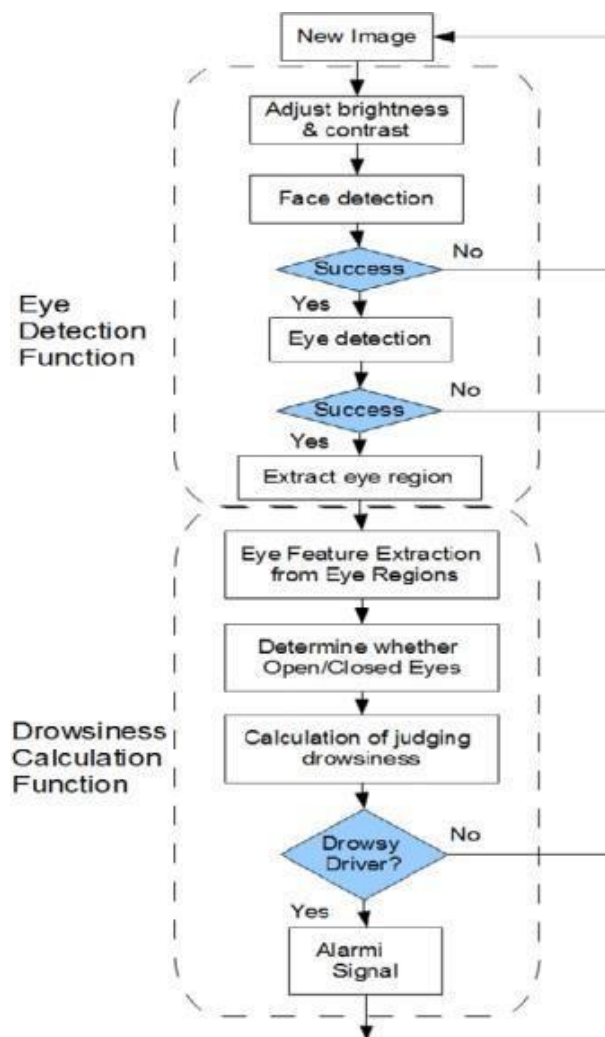 New Image
Adjust brightness
& contrast
Face detection
Success
No
Yes
Eye
Detection
Function
Eye detection
Success
No
Yes
Extract eye region
Eye Feature Extraction
from Eye Regions
Determine whether
Open/Closed Eyes
Drowsiness
Calculation
Function
Calculation of judging
drowsiness
Drowsy
Driver?
No
Yes
Alarmi
Signal